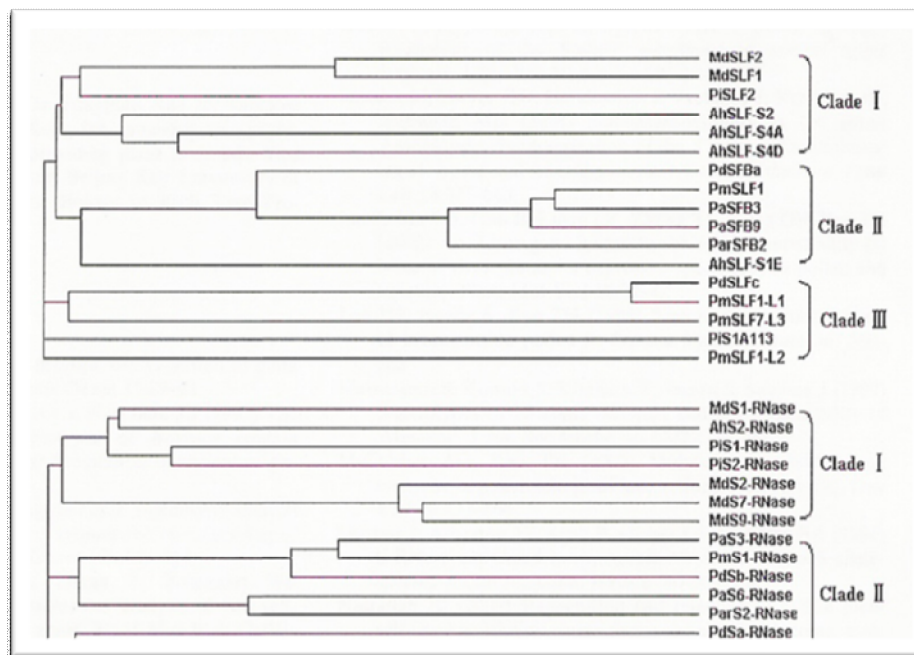 MdSLF2
MdSLF1
PiSLF2
AhSLF-S2
AhSLF-S4A
AhSLF-S4D
Clade Ⅰ
PdSFBa
PmSLF1
PaSFB3
PaSFB9
ParSFB2
AhSLF-S1E
Clade Ⅱ
PdSLFc
PmSLF1-L1
PmSLF7-L3
PiS1A113
PmSLF1-L2
Clade Ⅲ
MdS1-RNase
AhS2-RNase
PiS1-RNase
PiS2-RNase
MdS2-RNase
MdS7-RNase
MdS9-RNase
Clade Ⅰ
PaS3-RNase
PmS1-RNase
PdSb-RNase
PaS6-RNase
ParS2-RNase
PdSa-RNase
Clade Ⅱ